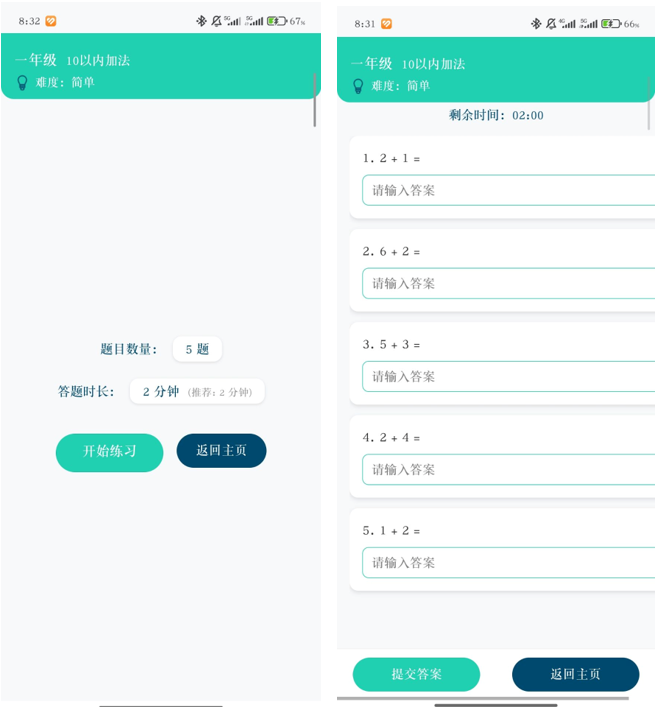 8:32
5G 5G 67%
一年级 10以内加法
难度：简单
题目数量： 5 题
答题时长： 2 分钟 (推荐：2 分钟)
开始练习 返回主页
8:31
4G 5G 66%
一年级 10以内加法
难度：简单
剩余时间：02:00
1. 2 + 1 =
请输入答案
2. 6 + 2 =
请输入答案
3. 5 + 3 =
请输入答案
4. 2 + 4 =
请输入答案
5. 1 + 2 =
请输入答案
提交答案 返回主页